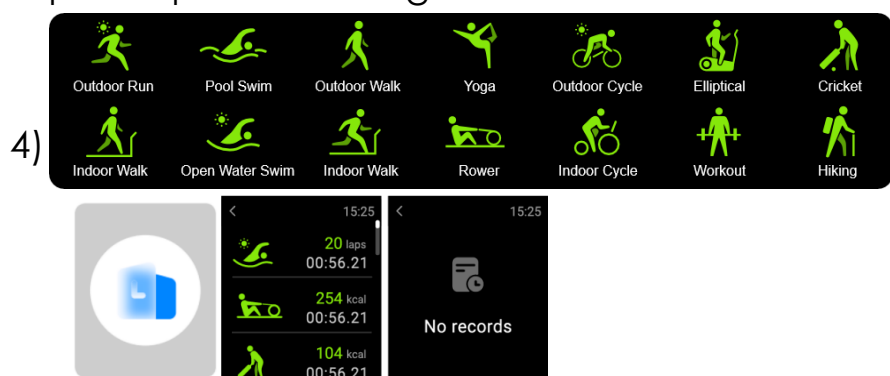 Outdoor Run Pool Swim Outdoor Walk Yoga Outdoor Cycle Elliptical Cricket
4)
Indoor Walk Open Water Swim Indoor Walk Rower Indoor Cycle Workout Hiking
< 15:25 < 15:25
20 laps
00:56.21
254 kcal
00:56.21
No records
104 kcal
00:56.21